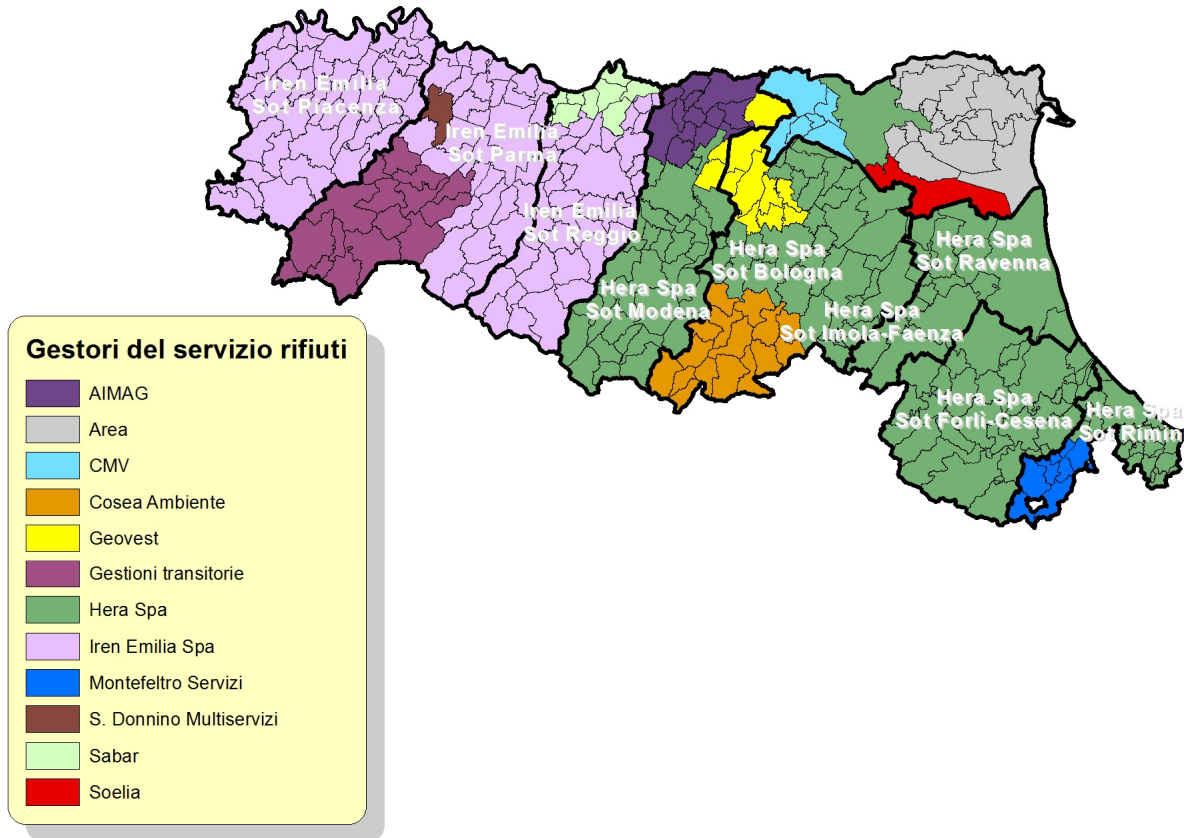 Iren Emilia
Sot Piacenza
Iren Emilia
Sot Parma
Iren Emilia
Sot Reggio
Hera Spa
Sot Modena
Hera Spa
Sot Bologna
Hera Spa
Sot Ravenna
Hera Spa
Sot Imola-Faenza
Hera Spa
Sot Forlì-Cesena
Hera Spa
Sot Rimin
Gestori del servizio rifiuti
AIMAG
Area
CMV
Cosea Ambiente
Geovest
Gestioni transitorie
Hera Spa
Iren Emilia Spa
Montefeltro Servizi
S. Donnino Multiservizi
Sabar
Soelia